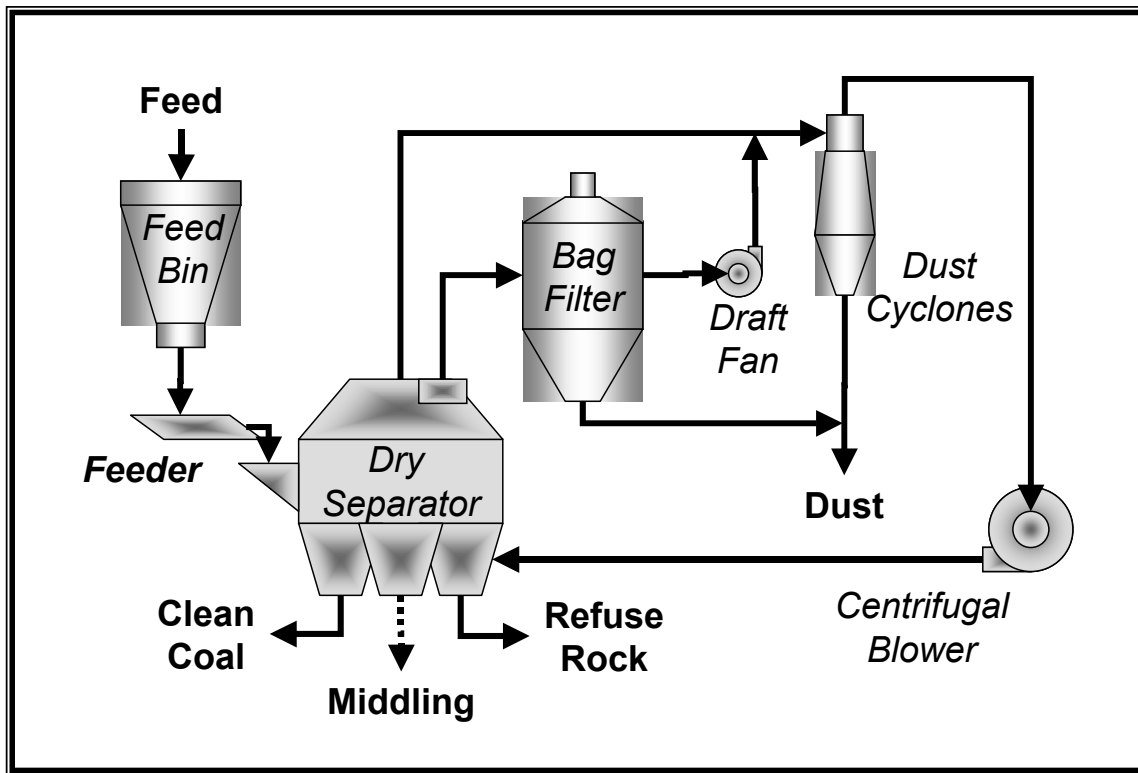 Feed
Feed
Bin
Feeder
Dry
Separator
Clean
Coal
Middling
Refuse
Rock
Bag
Filter
Draft
Fan
Dust
Cyclones
Dust
Centrifugal
Blower